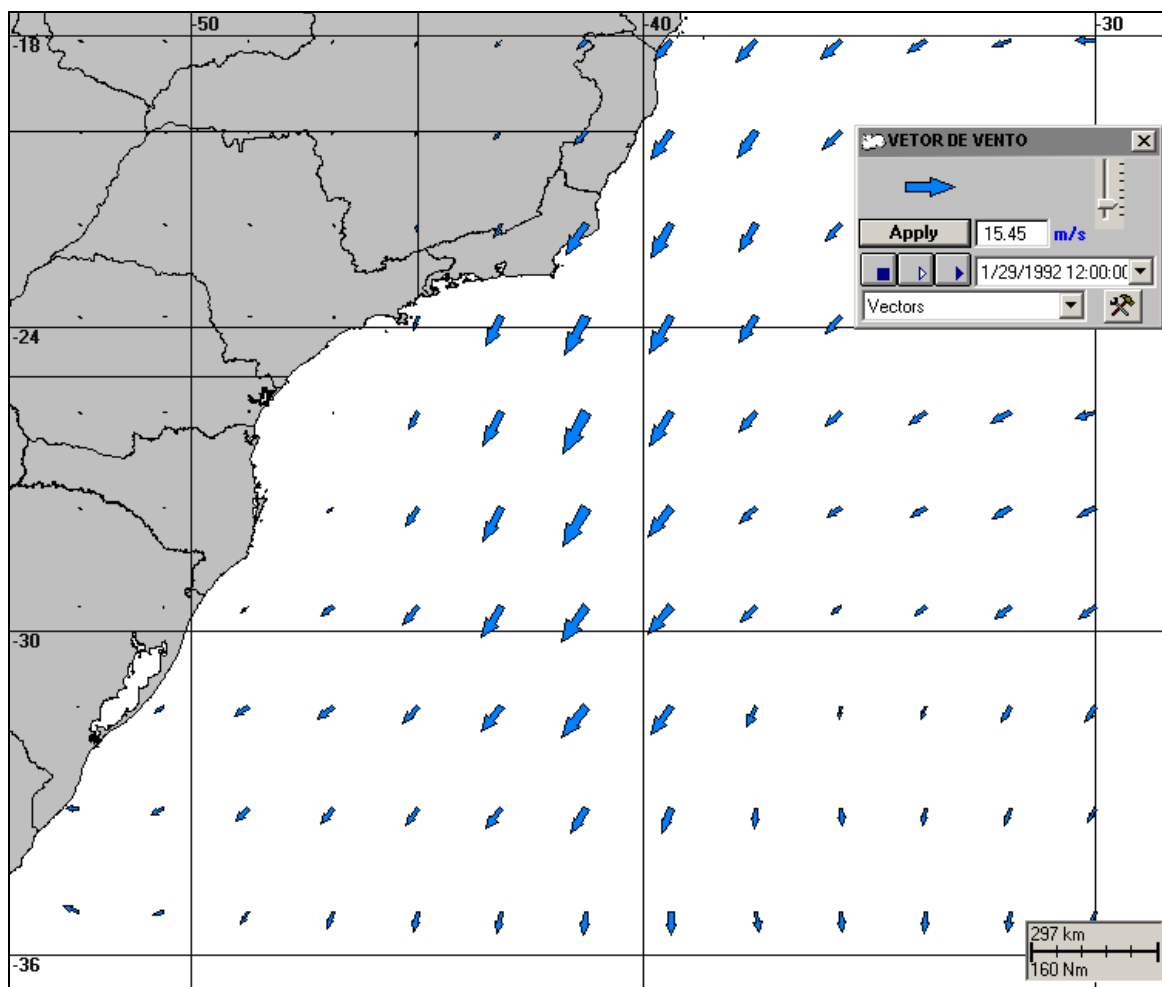 -50
-40
-30
-18
VETOR DE VENTO
Apply
15.45
m/s
1/29/1992 12:00:00
Vectors
-24
-30
297 km
160 Nm
-36